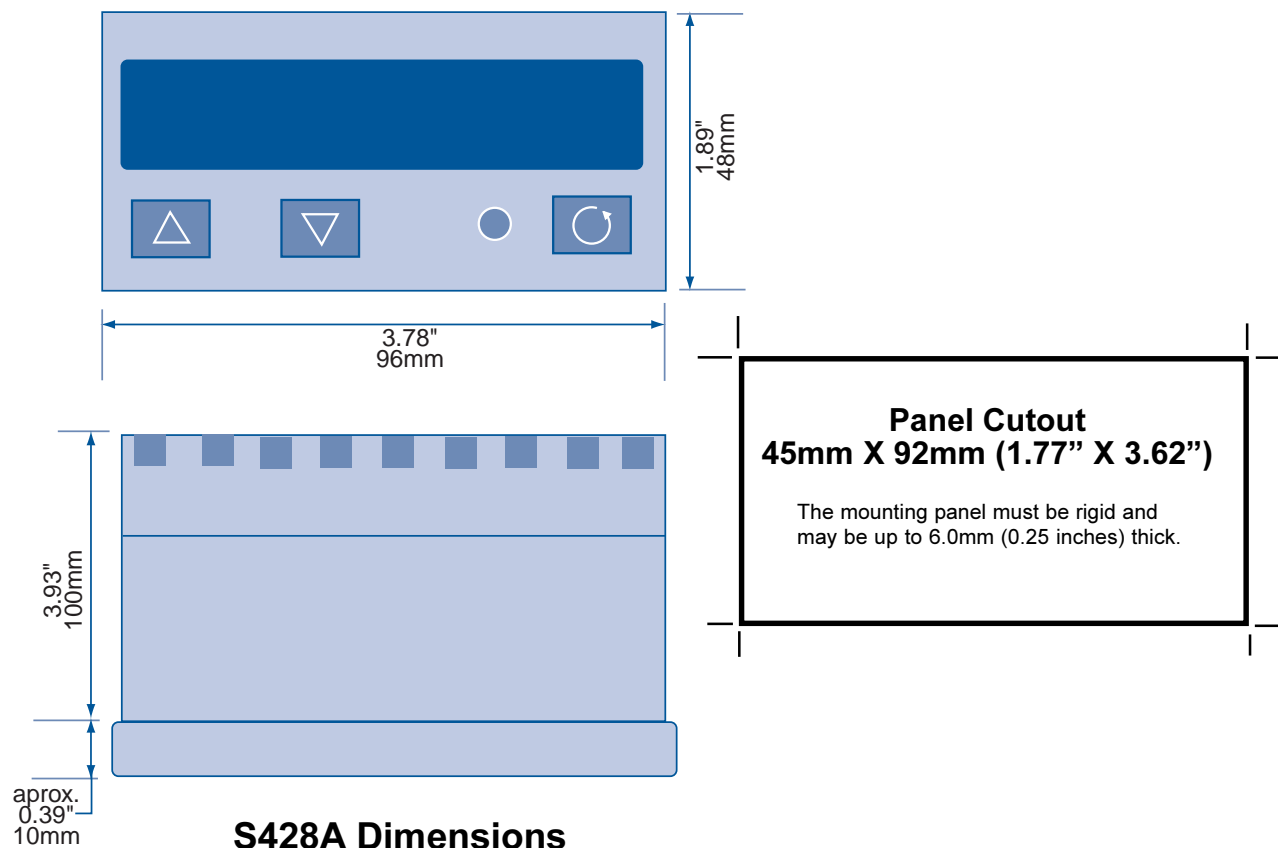 1.89"
48mm
3.78"
96mm
Panel Cutout
45mm X 92mm (1.77” X 3.62”)
The mounting panel must be rigid and
may be up to 6.0mm (0.25 inches) thick.
3.93"
100mm
aprox.
0.39"
10mm
S428A Dimensions